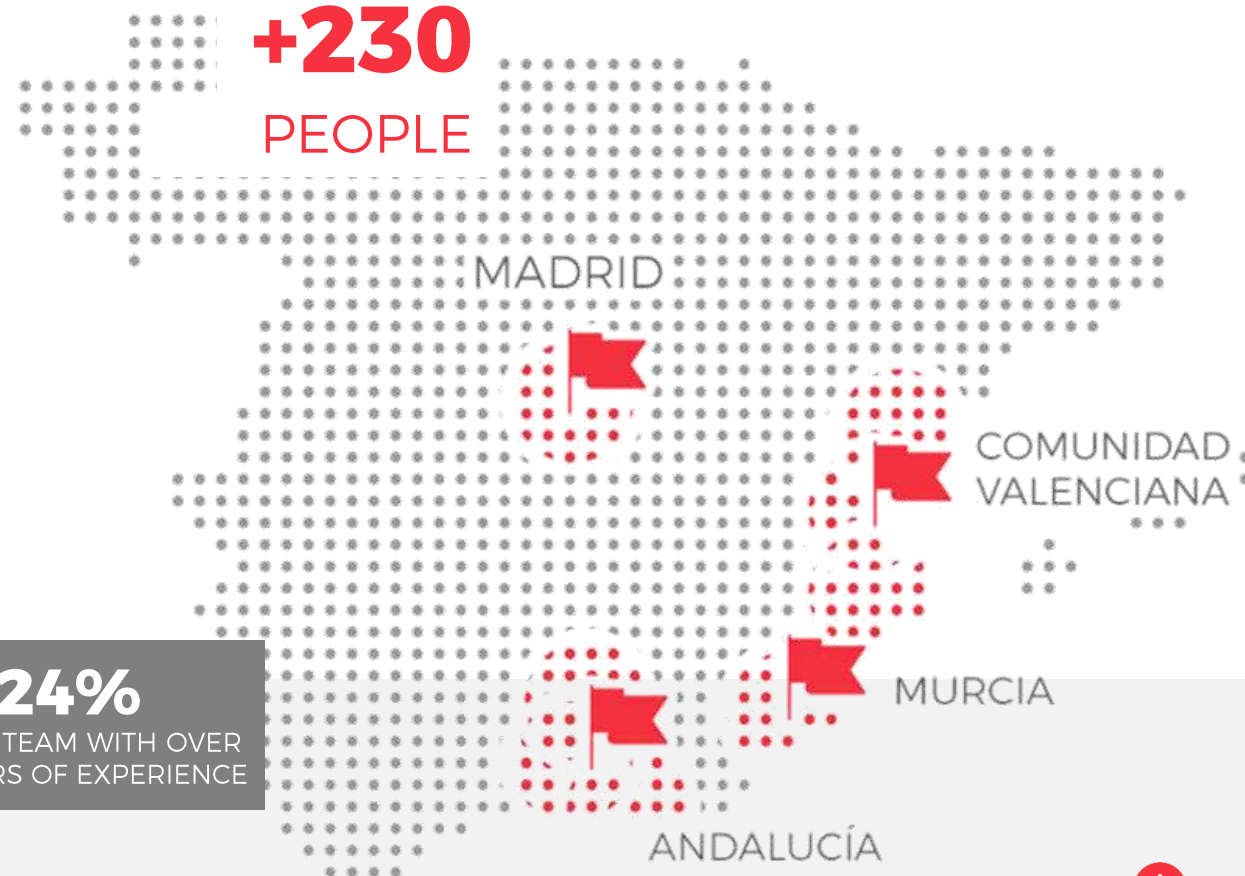 +230
PEOPLE
MADRID
COMUNIDAD
VALENCIANA
MURCIA
24%
TEAM WITH OVER
OF EXPERIENCE
ANDALUCÍA